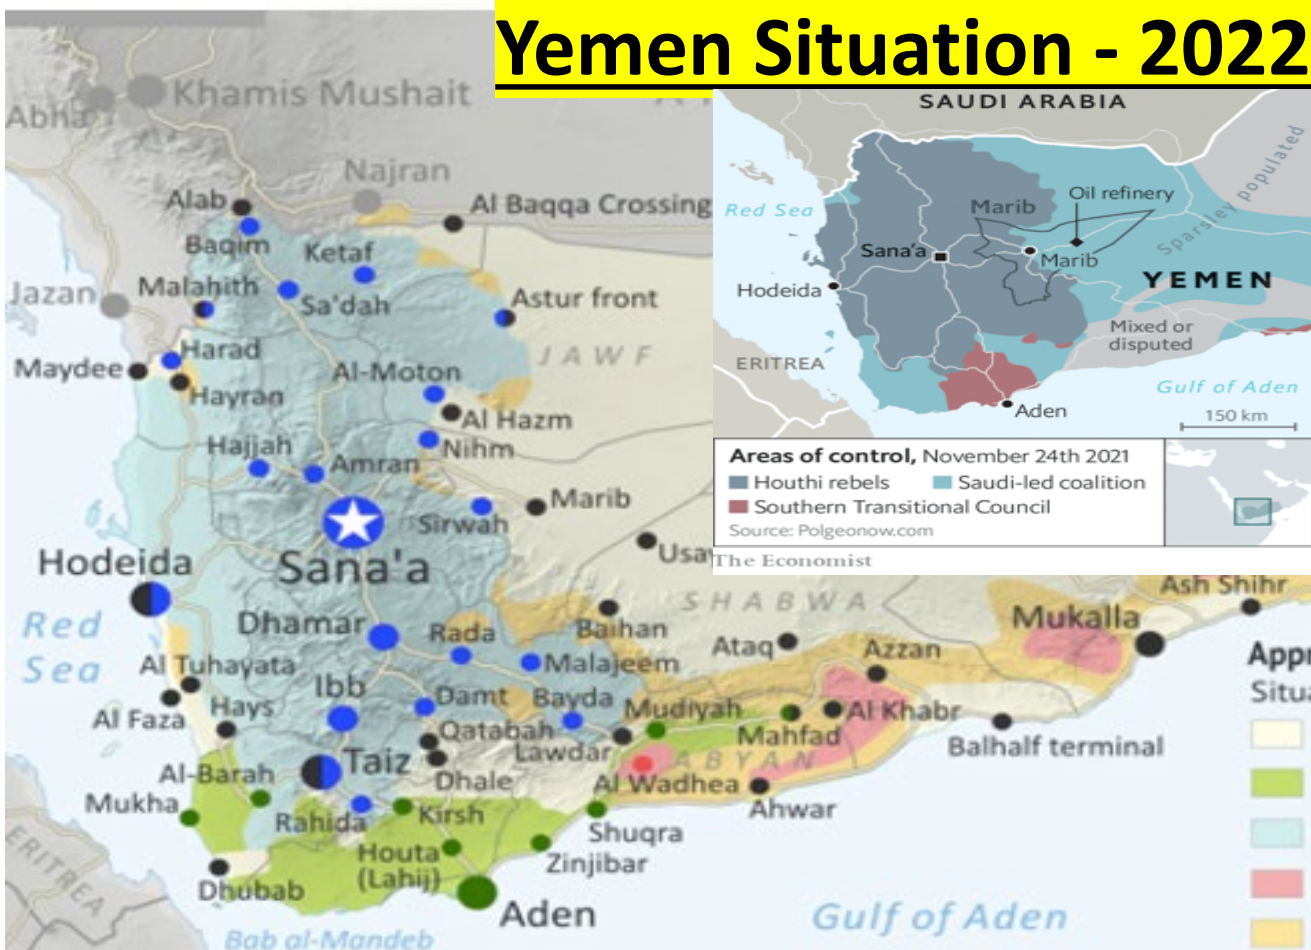 Yemen Situation - 2022
Khamis Mushait
Abha
Najran
Alab
Al Baqqa Crossing
Baqim
Ketaf
Jazan
Malahith
Sa'dah
Astur front
Harad
JAWF
Maydee
Al-Moton
Hayran
Al Hazm
Hajjah
Nihm
Amran
Marib
Sirwah
Usay
Hodeida
Sana'a
SHABWA
Ash Shihr
Red
Sea
Dhamar
Rada
Baihan
Mukalla
Ataq
Azzan
Al Tuhayata
Malajeem
Ibb
Damt
Bayda
Mudiyah
Al Khabr
Al Faza
Hays
Qatabah
Lawdar
Mahfad
Balhalf terminal
Taiz
ABYAN
Al-Barah
Dhale
Al Wadhea
Mukha
Ahwar
Rahida
Kirsh
Shuqra
Houta
(Lahij)
Zinjibar
Dhubab
ERITREA
Aden
Gulf of Aden
Bab al-Mandeb
Appr
Situa
SAUDI ARABIA
Sparsley populated
Red Sea
Marib
Oil refinery
Sana'a
Marib
YEMEN
Hodeida
Mixed or
disputed
ERITREA
Gulf of Aden
Aden
150 km
Areas of control, November 24th 2021
Houthi rebels
Saudi-led coalition
Southern Transitional Council
Source: Polgeonow.com
The Economist